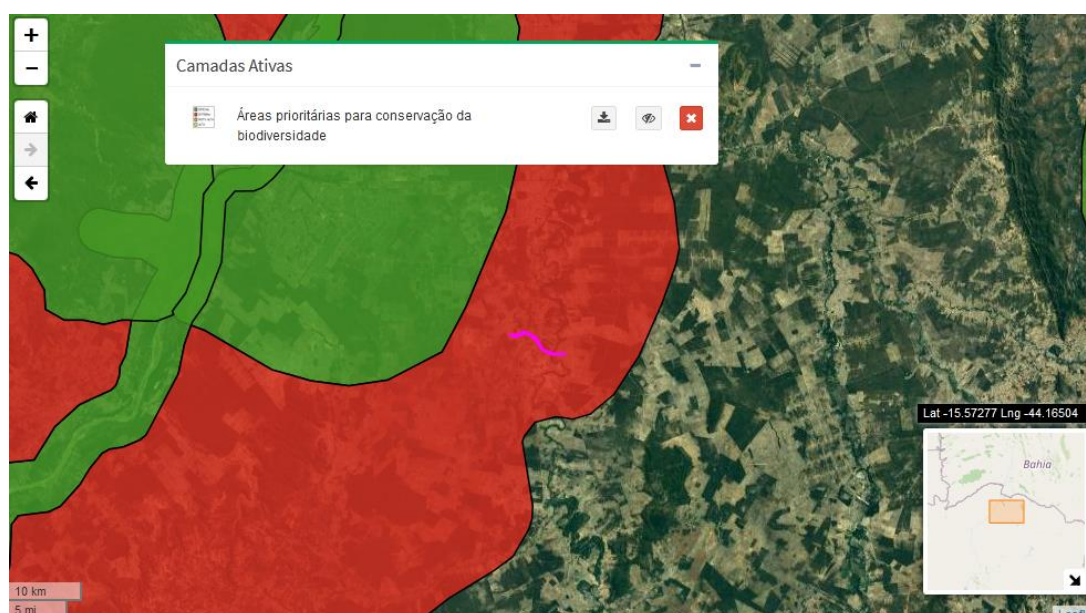 +
−
Camadas Ativas
Áreas prioritárias para conservação da
biodiversidade
Lat -15.57277 Lng -44.16504
Bahia
10 km
5 mi